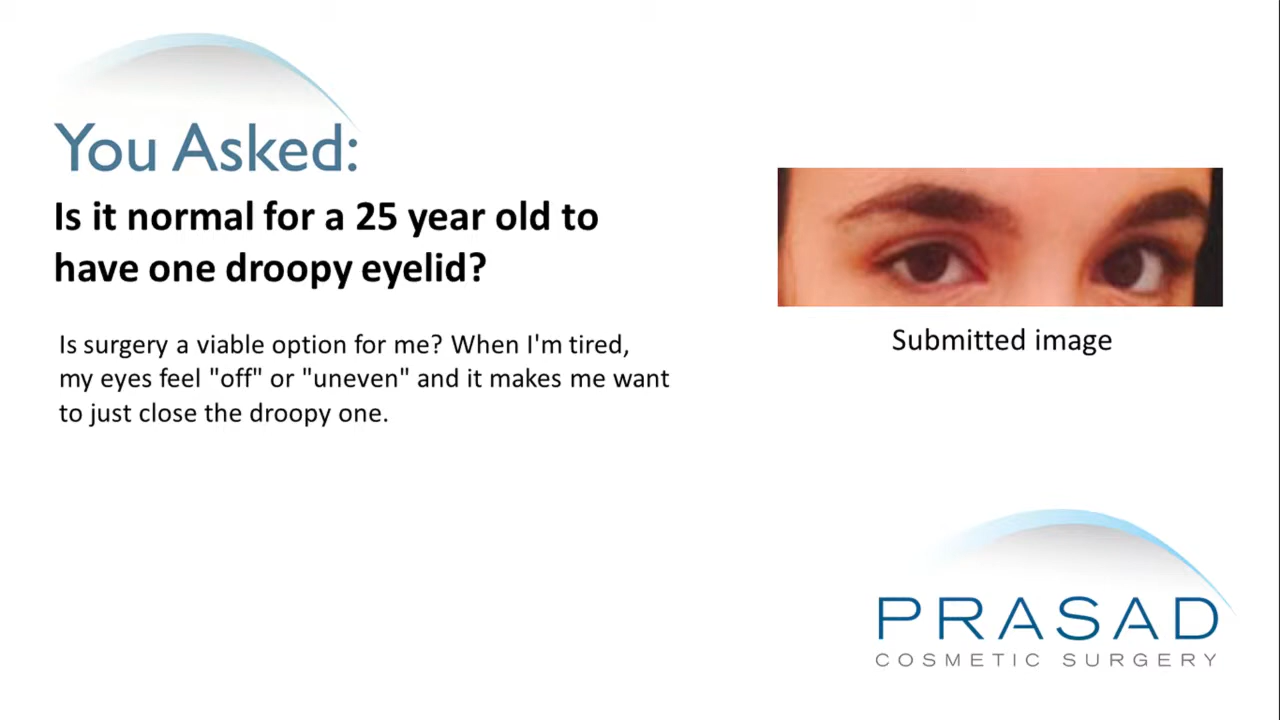 You Asked:
Is it normal for a 25 year old to
have one droopy eyelid?
Is surgery a viable option for me? When I'm tired,
my eyes feel "off" or "uneven" and it makes me want
to just close the droopy one.
Submitted image
PRASAD
COSMETIC SURGERY